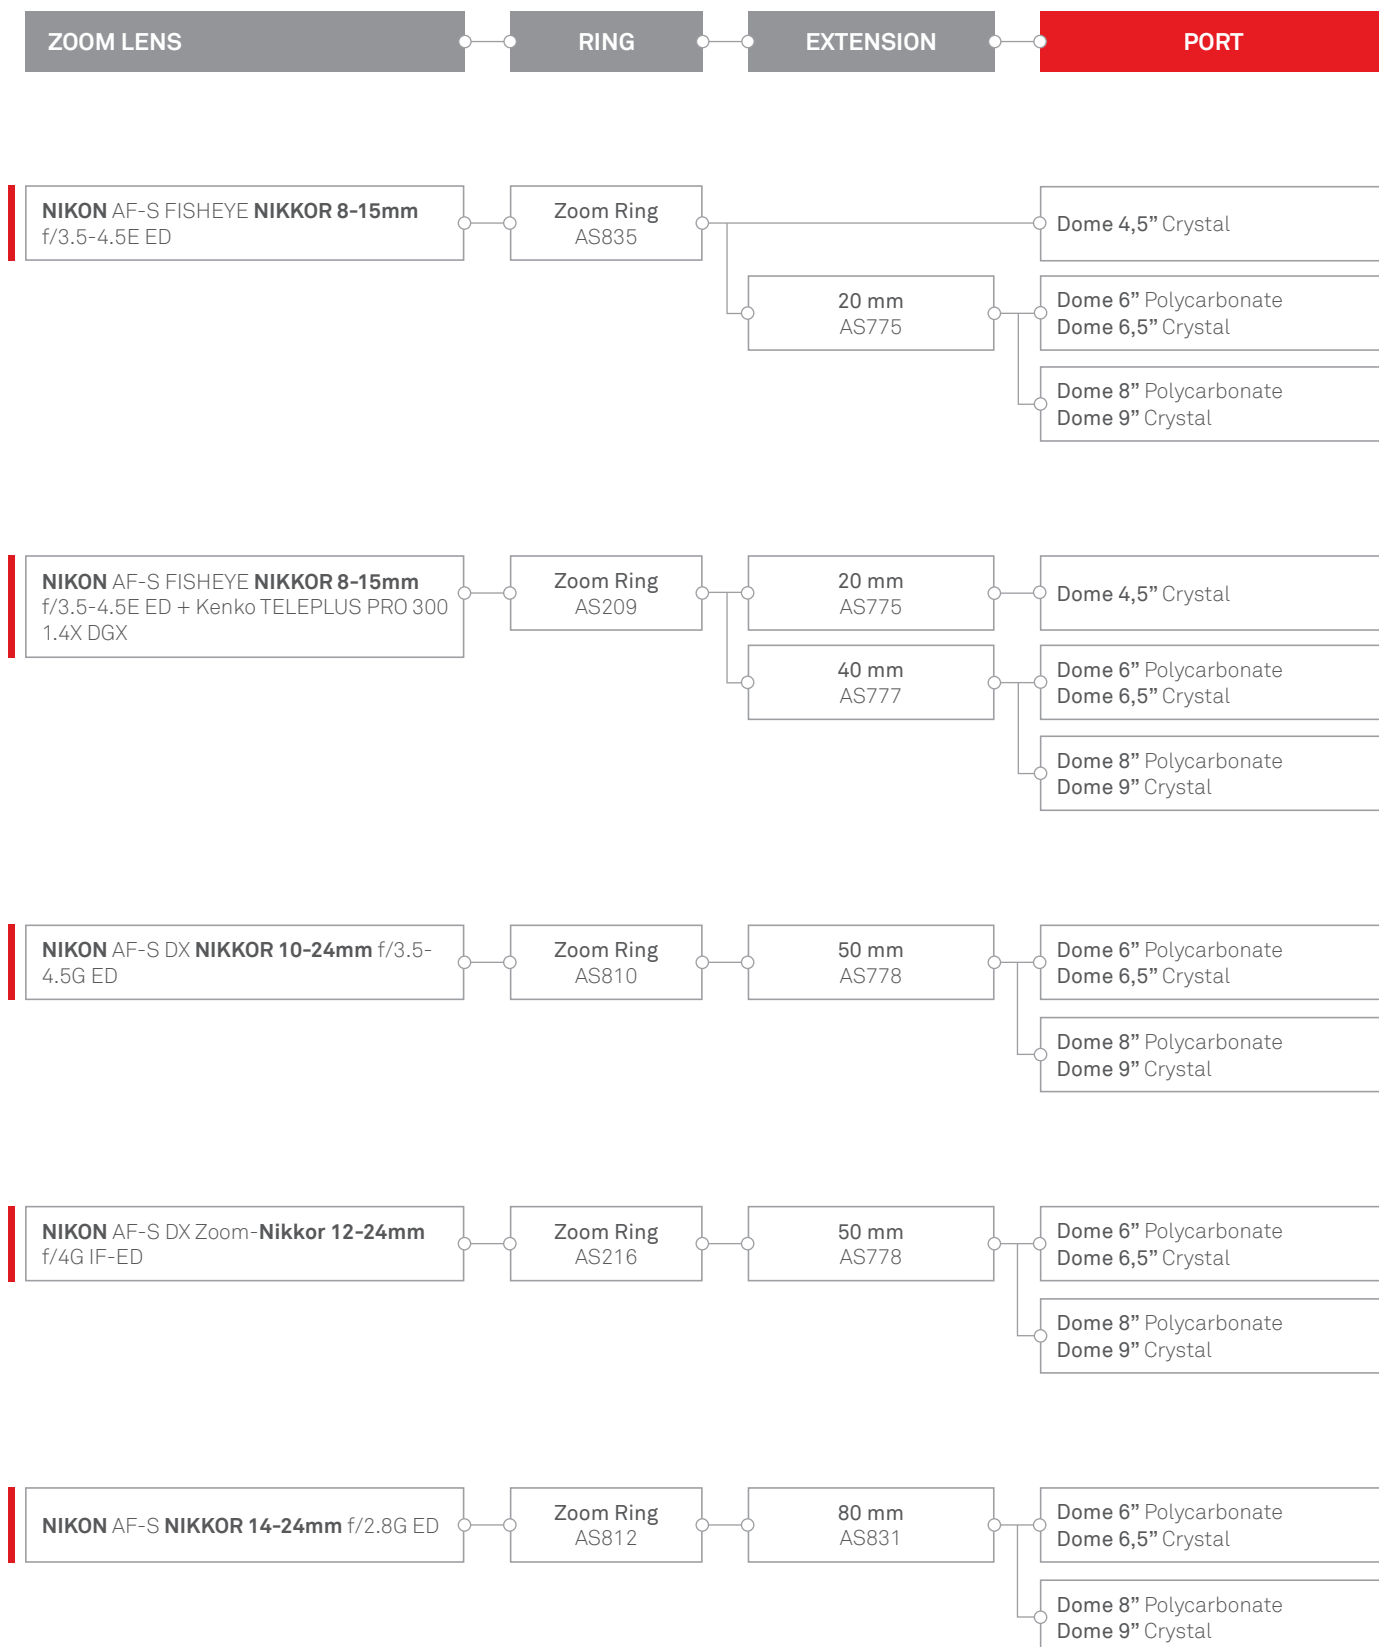 ZOOM LENS
RING
EXTENSION
PORT
NIKON AF-S FISHEYE NIKKOR 8-15mm
f/3.5-4.5E ED
Zoom Ring
AS835
Dome 4,5” Crystal
20 mm
AS775
Dome 6” Polycarbonate
Dome 6,5” Crystal
Dome 8” Polycarbonate
Dome 9” Crystal
NIKON AF-S FISHEYE NIKKOR 8-15mm
f/3.5-4.5E ED + Kenko TELEPLUS PRO 300
1.4X DGX
Zoom Ring
AS209
20 mm
AS775
Dome 4,5” Crystal
40 mm
AS777
Dome 6” Polycarbonate
Dome 6,5” Crystal
Dome 8” Polycarbonate
Dome 9” Crystal
NIKON AF-S DX NIKKOR 10-24mm f/3.5-
4.5G ED
Zoom Ring
AS810
50 mm
AS778
Dome 6” Polycarbonate
Dome 6,5” Crystal
Dome 8” Polycarbonate
Dome 9” Crystal
NIKON AF-S DX Zoom-Nikkor 12-24mm
f/4G IF-ED
Zoom Ring
AS216
50 mm
AS778
Dome 6” Polycarbonate
Dome 6,5” Crystal
Dome 8” Polycarbonate
Dome 9” Crystal
NIKON AF-S NIKKOR 14-24mm f/2.8G ED
Zoom Ring
AS812
80 mm
AS831
Dome 6” Polycarbonate
Dome 6,5” Crystal
Dome 8” Polycarbonate
Dome 9” Crystal